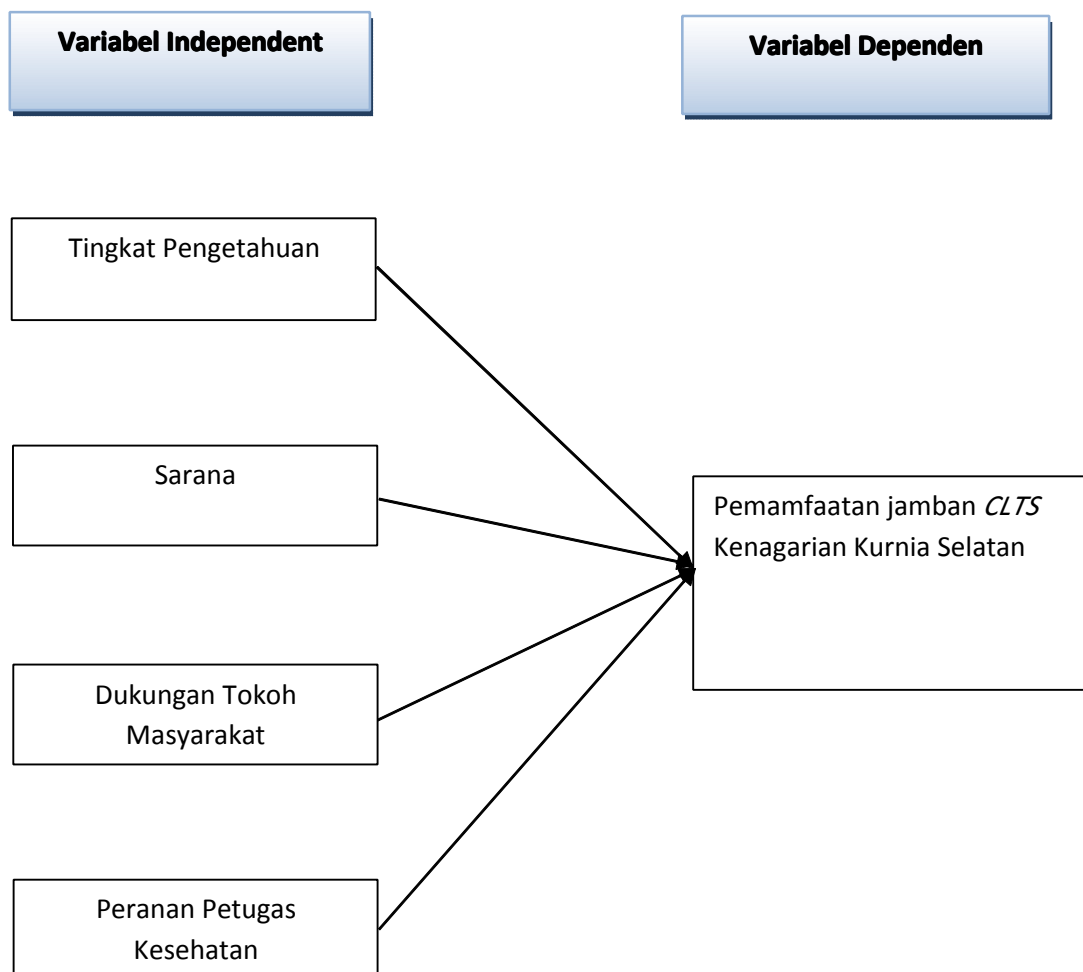 Variabel Independent
Variabel Dependen
Tingkat Pengetahuan
Sarana
Pemamfaatan jamban CLTS
Kenagarian Kurnia Selatan
Dukungan Tokoh
Masyarakat
Peranan Petugas
Kesehatan